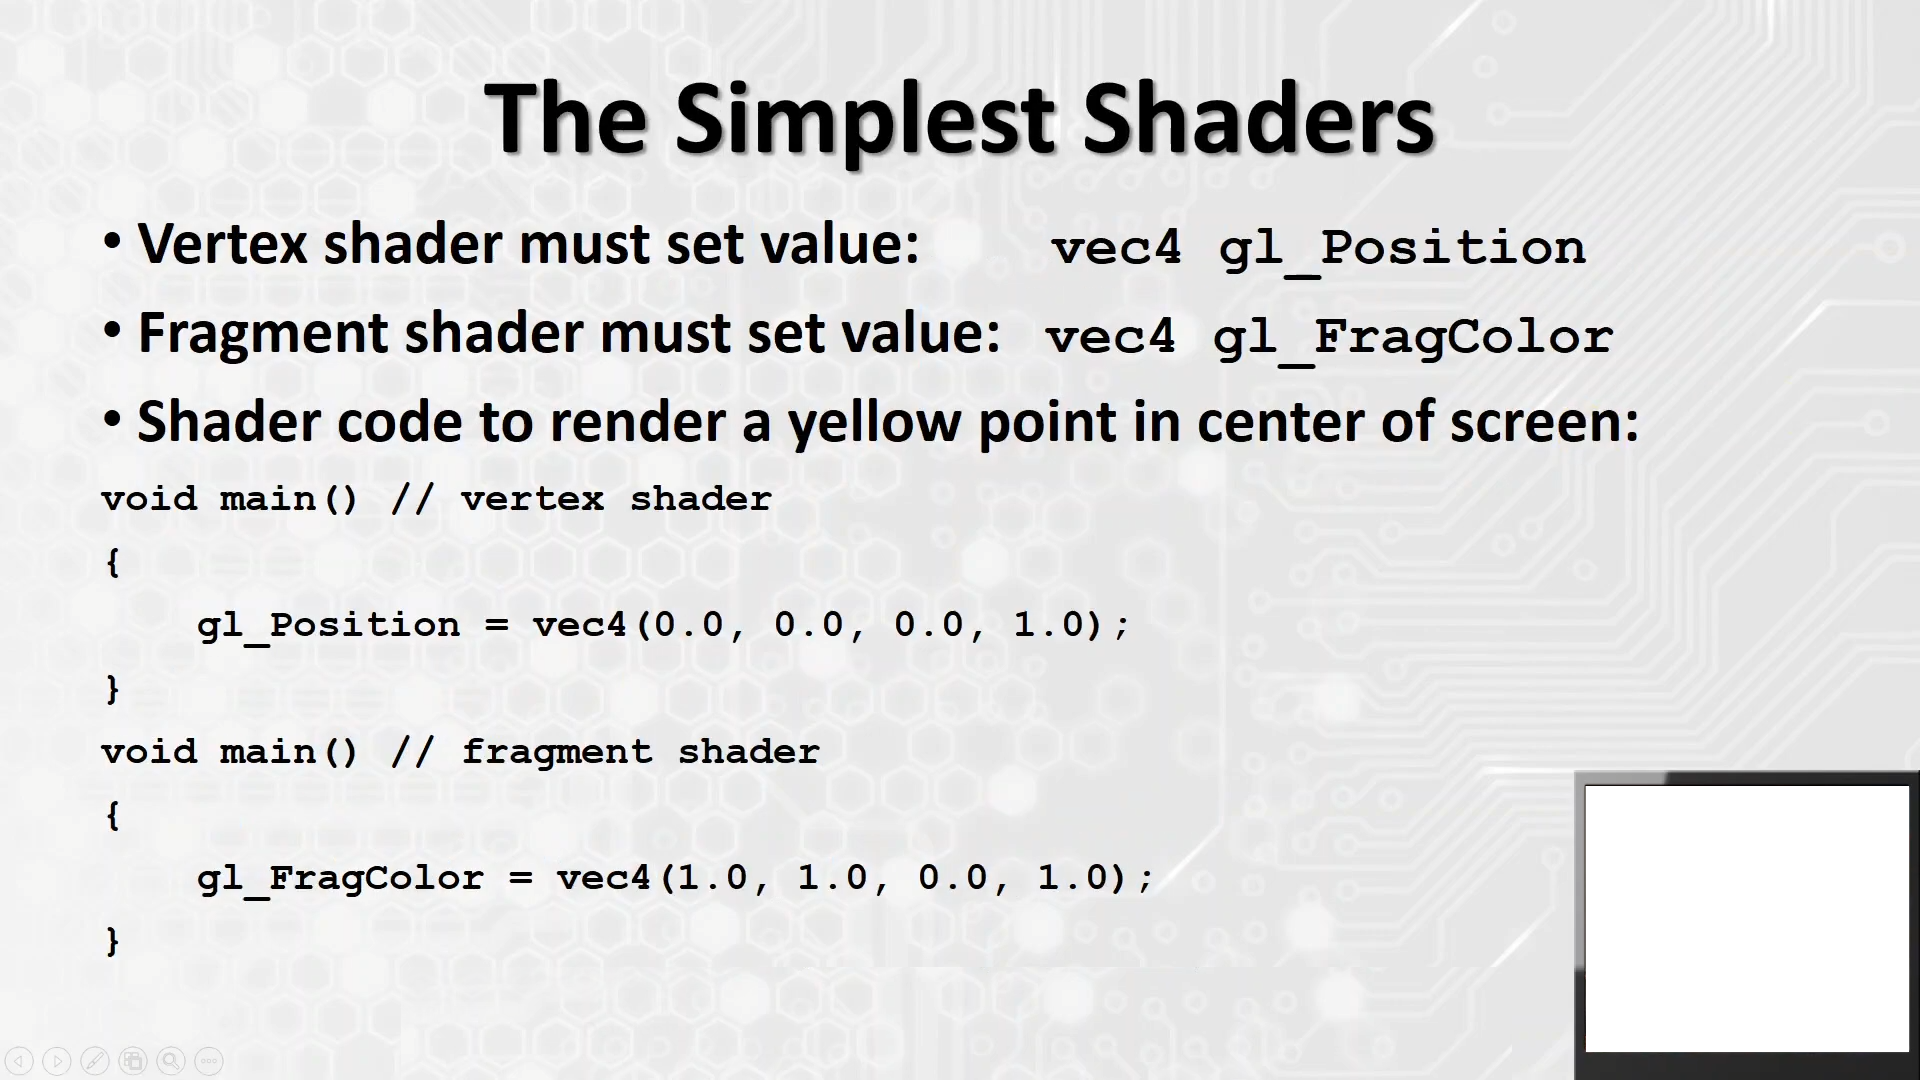 The Simplest Shaders
• Vertex shader must set value: vec4 gl_Position
• Fragment shader must set value: vec4 gl_FragColor
• Shader code to render a yellow point in center of screen:
void main() // vertex shader
{
gl_Position = vec4(0.0, 0.0, 0.0, 1.0);
}
void main() // fragment shader
{
gl_FragColor = vec4(1.0, 1.0, 0.0, 1.0);
}